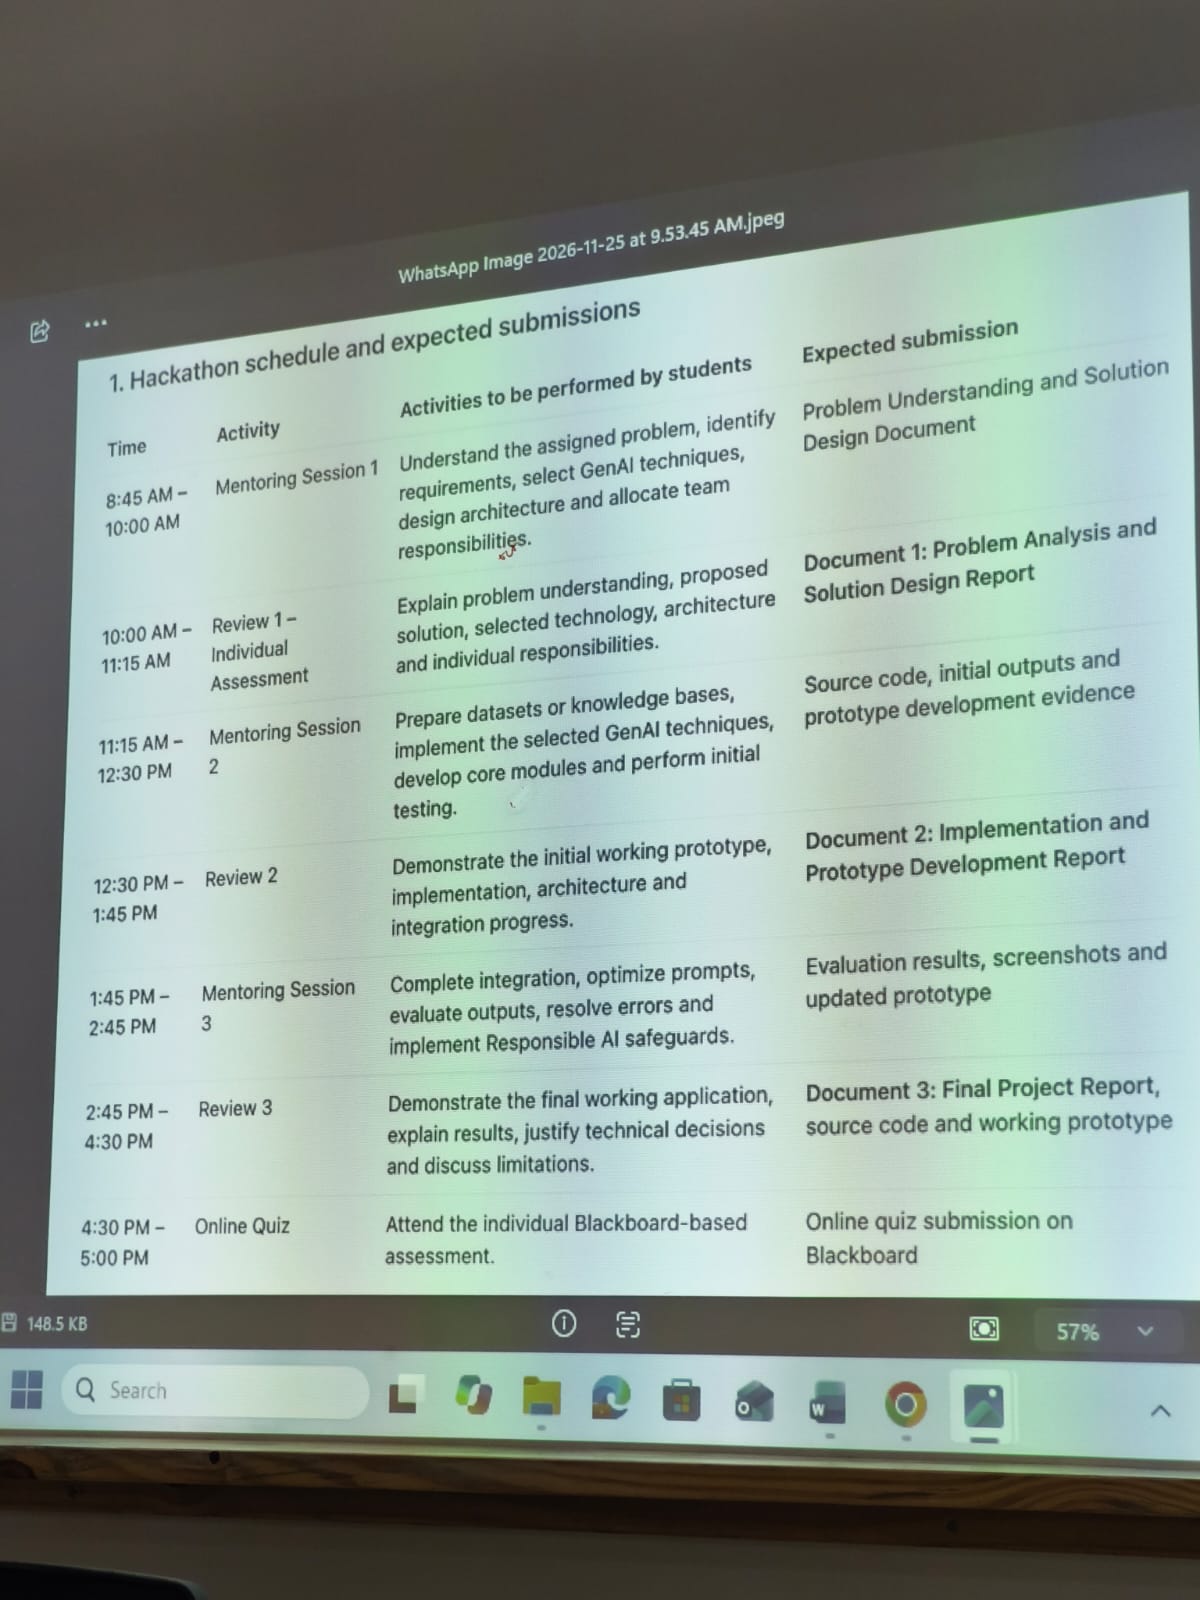 WhatsApp Image 2026-11-25 at 9.53.45 AM.jpeg
1. Hackathon schedule and expected submissions
Time
Activity
Activities to be performed by students
Expected submission
8:45 AM –
10:00 AM
Mentoring Session 1
Understand the assigned problem, identify
requirements, select GenAI techniques,
design architecture and allocate team
responsibilities.
Problem Understanding and Solution
Design Document
10:00 AM –
11:15 AM
Review 1 –
Individual
Assessment
Explain problem understanding, proposed
solution, selected technology, architecture
and individual responsibilities.
Document 1: Problem Analysis and
Solution Design Report
11:15 AM –
12:30 PM
Mentoring Session
2
Prepare datasets or knowledge bases,
implement the selected GenAI techniques,
develop core modules and perform initial
testing.
Source code, initial outputs and
prototype development evidence
12:30 PM –
1:45 PM
Review 2
Demonstrate the initial working prototype,
implementation, architecture and
integration progress.
Document 2: Implementation and
Prototype Development Report
1:45 PM –
2:45 PM
Mentoring Session
3
Complete integration, optimize prompts,
evaluate outputs, resolve errors and
implement Responsible AI safeguards.
Evaluation results, screenshots and
updated prototype
2:45 PM –
4:30 PM
Review 3
Demonstrate the final working application,
explain results, justify technical decisions
and discuss limitations.
Document 3: Final Project Report,
source code and working prototype
4:30 PM –
5:00 PM
Online Quiz
Attend the individual Blackboard-based
assessment.
Online quiz submission on
Blackboard
148.5 KB
57%
Search